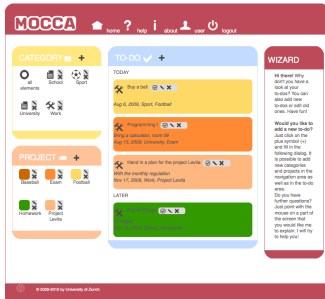 MOCCA
home
? help
i about
user
logout
CATEGORY +
all elements
School
Sport
University
Work
PROJECT +
Baseball
Exam
Football
Homework
Project Levita
TO-DO +
TODAY
Buy a ball
Aug 6, 2009, Sport, Football
Programming I
Bring a calculator, room 69
Aug 10, 2009, University, Exam
Hand in a plan for the project Levita
With the monthly regulation
Nov 17, 2009, Work, Project Levita
LATER
WIZARD
Hi there! Why
don't you have a
look at your
to-dos? You can
also add new
to-dos or edit old
ones. Have fun!
Would you like to
add a new to-do?
Just click on the
plus symbol (+)
and fill in the
following dialog. It
is possible to add
new categories
and projects in the
navigation area as
well as in the to-do
area.
Do you have
further questions?
Just point with the
mouse on a part of
the screen that
you would like me
to explain. I will try
to help you!
© 2009-2010 by University of Zurich